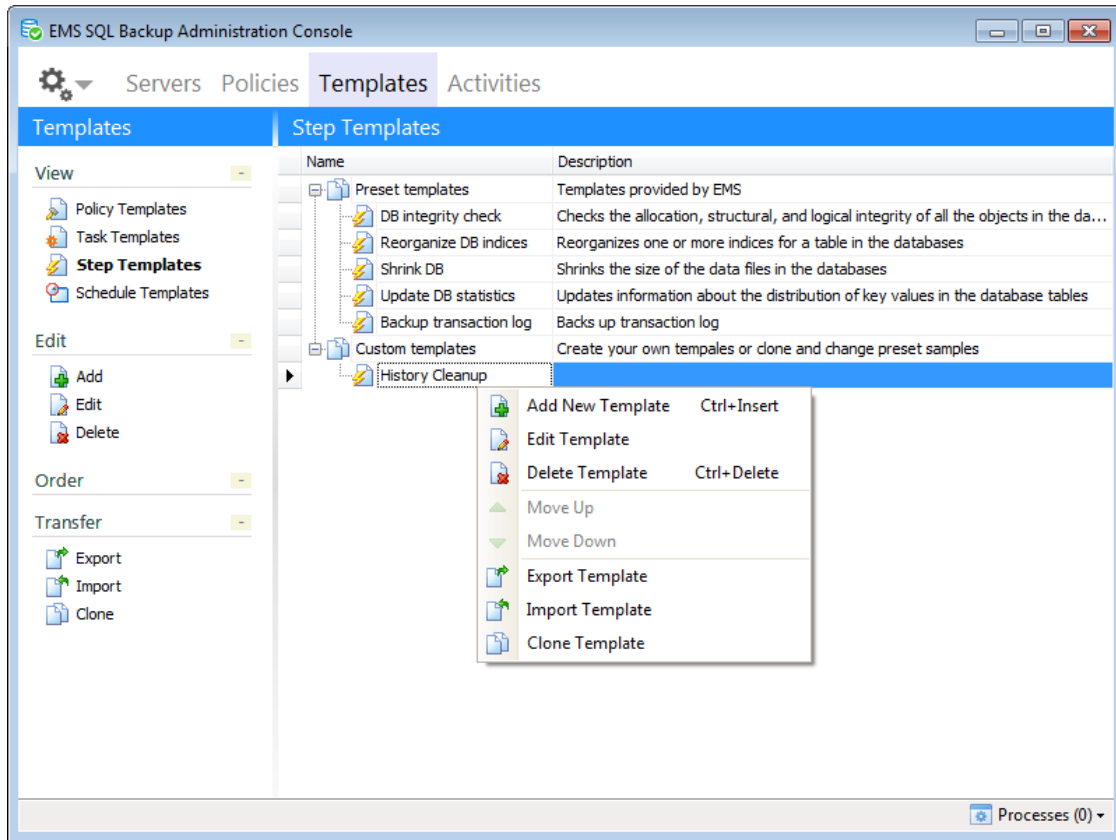 EMS SQL Backup Administration Console
Servers Policies Templates Activities
Templates
Step Templates
View
Policy Templates
Task Templates
Step Templates
Schedule Templates
Edit
Add
Edit
Delete
Order
Transfer
Export
Import
Clone
Name Description
Preset templates Templates provided by EMS
DB integrity check Checks the allocation, structural, and logical integrity of all the objects in the da...
Reorganize DB indices Reorganizes one or more indices for a table in the databases
Shrink DB Shrinks the size of the data files in the databases
Update DB statistics Updates information about the distribution of key values in the database tables
Backup transaction log Backs up transaction log
Custom templates Create your own tempales or clone and change preset samples
History Cleanup
Add New Template Ctrl+Insert
Edit Template
Delete Template Ctrl+Delete
Move Up
Move Down
Export Template
Import Template
Clone Template
Processes (0)